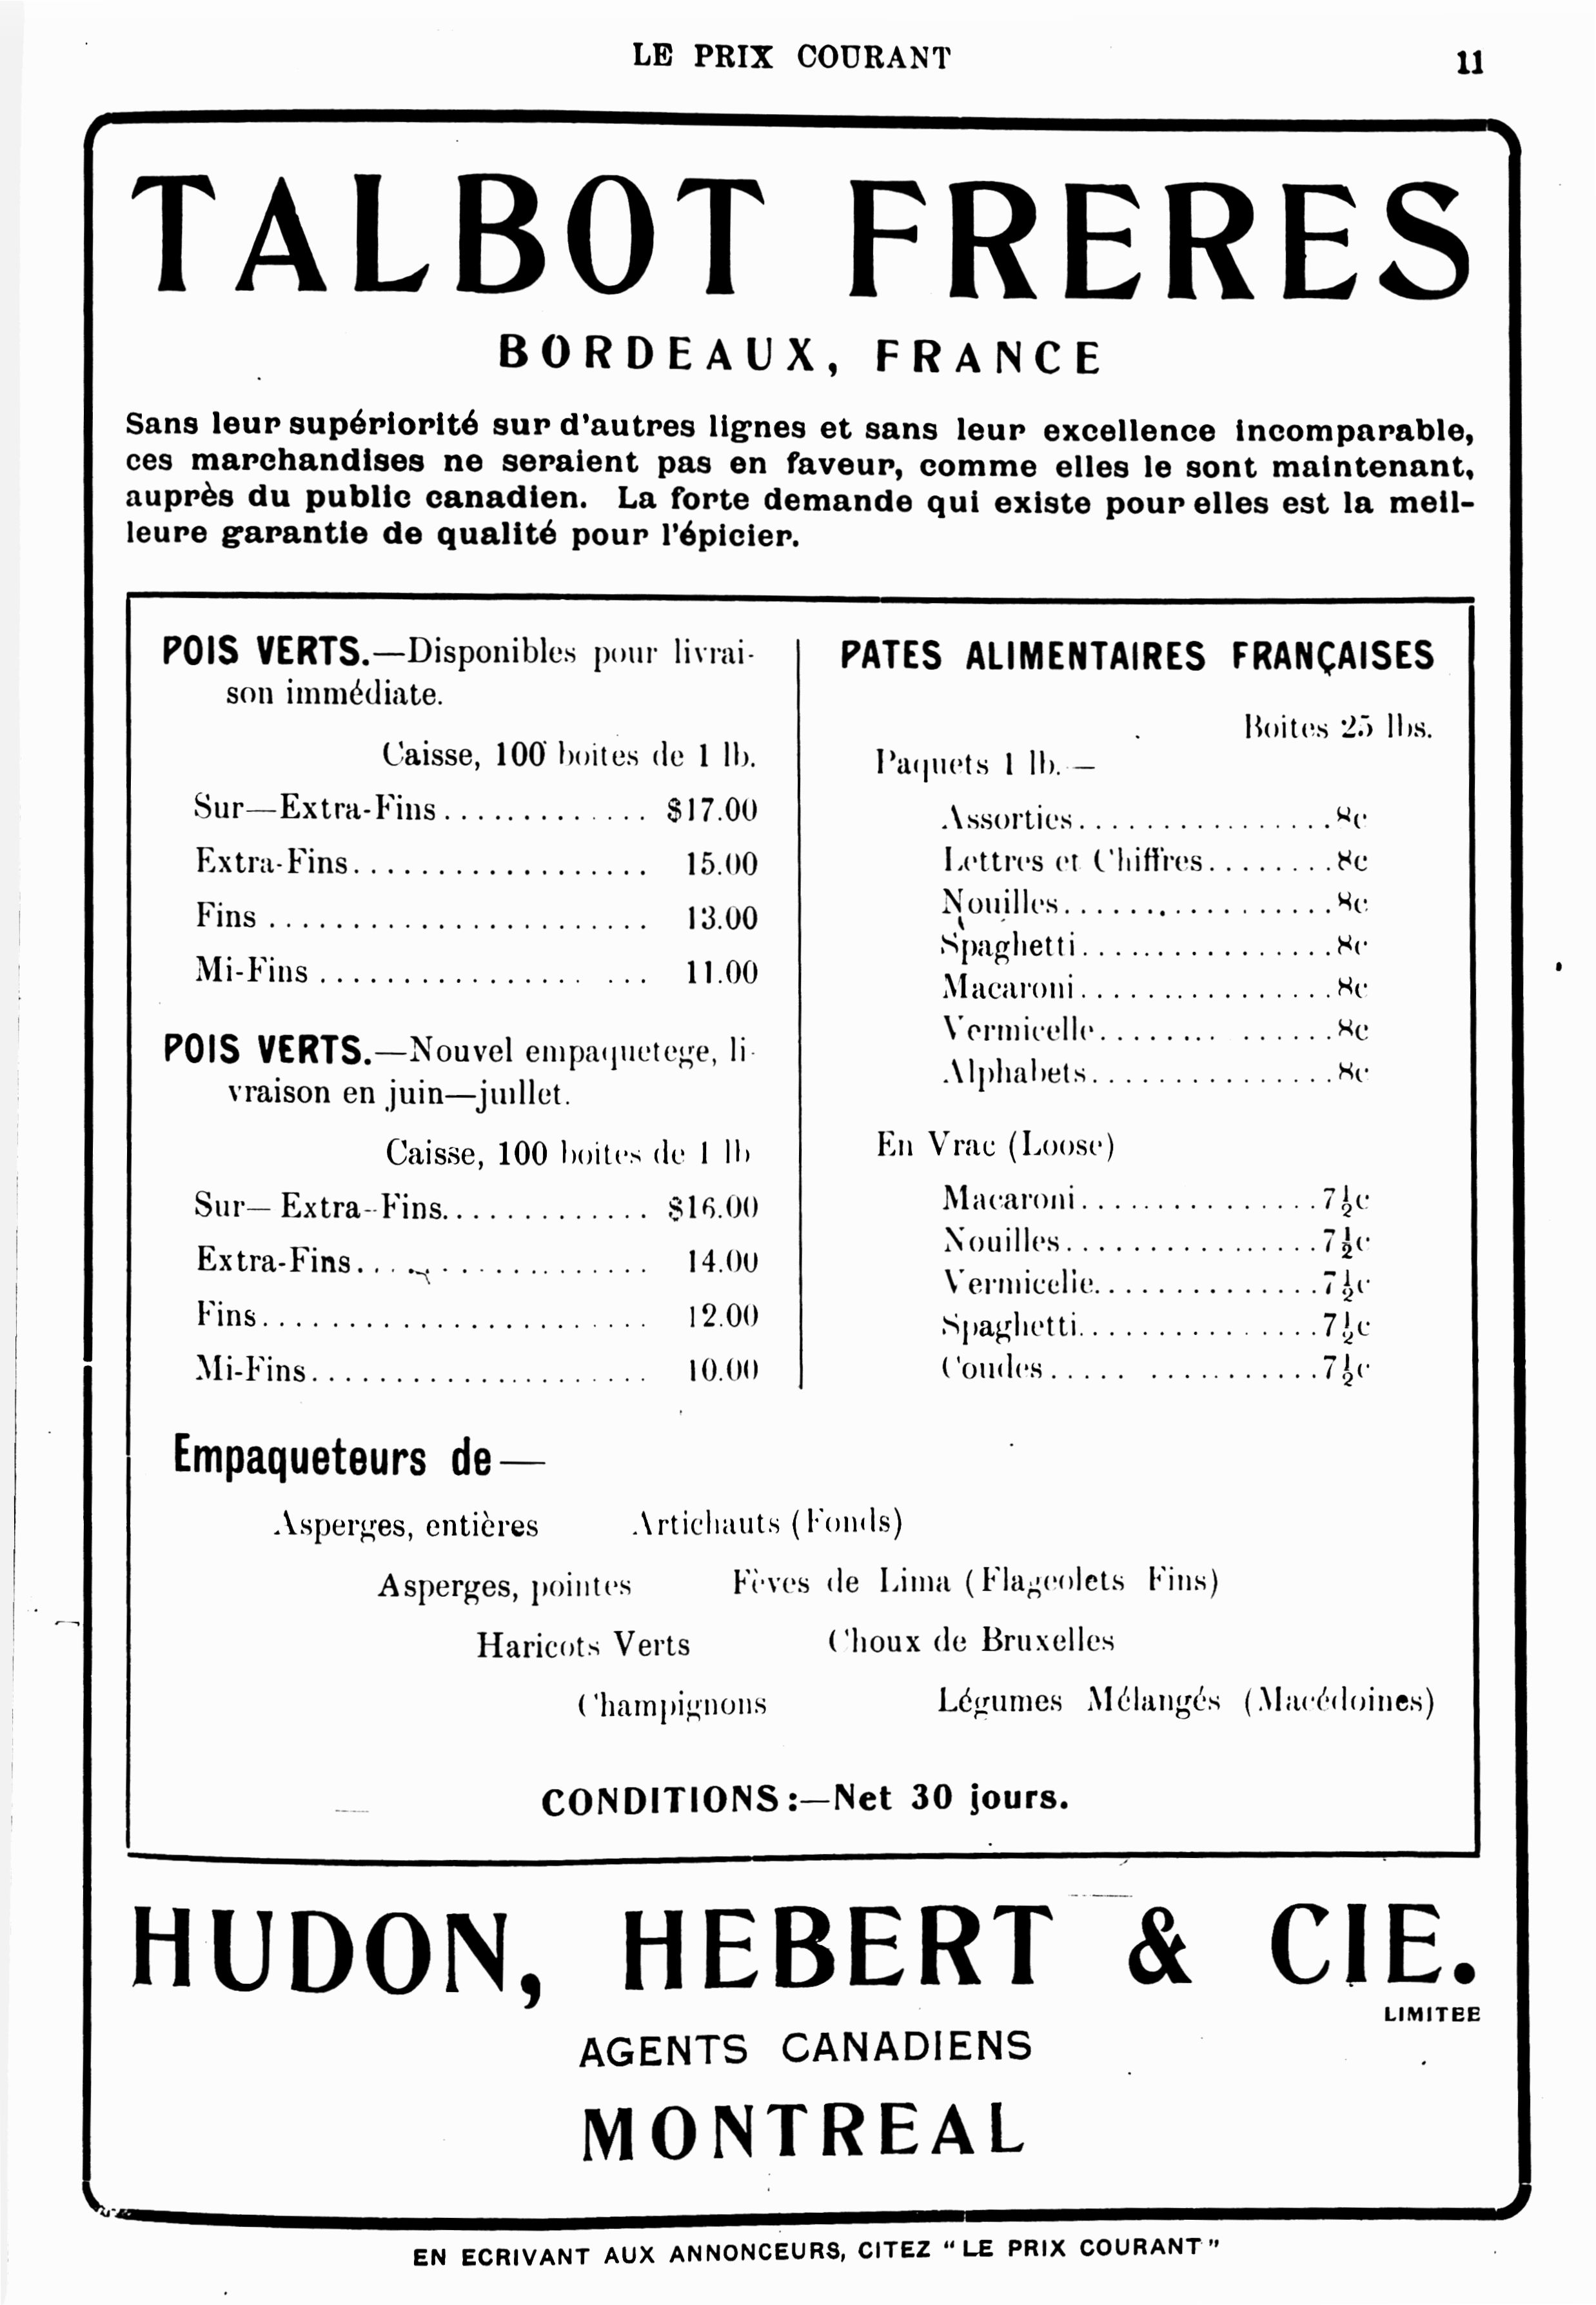 LE PRIX COURANT
11
TALBOT FRERES
BORDEAUX, FRANCE
Sans leur supériorité sur d'autres lignes et sans leur excellence incomparable,
ces marchandises ne seraient pas en faveur, comme elles le sont maintenant,
auprès du public canadien. La forte demande qui existe pour elles est la meil-
leure garantie de qualité pour l'épicier.
POIS VERTS.—Disponibles pour livrai-
son immédiate.
Caisse, 100 boites de 1 lb.
Sur—Extra-Fins............. $17.00
Extra-Fins.................. 15.00
Fins ....................... 13.00
Mi-Fins ................... 11.00
POIS VERTS.—Nouvel empaquetege, li-
vraison en juin—juillet.
Caisse, 100 boites de 1 lb
Sur—Extra-Fins............. $16.00
Extra-Fins.................. 14.00
Fins........................ 12.00
Mi-Fins..................... 10.00
PATES ALIMENTAIRES FRANÇAISES
Boites 25 lbs.
Paquets 1 lb.—
Assorties................8c
Lettres et Chiffres........8c
Nouilles.................8c
Spaghetti................8c
Macaroni................8c
Vermicelle...............8c
Alphabets...............8c
En Vrac (Loose)
Macaroni...............7½c
Nouilles................7½c
Vermicelle..............7½c
Spaghetti...............7½c
Coudes................7½c
Empaqueteurs de—
Asperges, entières Artichauts (Fonds)
Asperges, pointes Fèves de Lima (Flageolets Fins)
Haricots Verts Choux de Bruxelles
Champignons Légumes Mélangés (Macédoines)
CONDITIONS:—Net 30 jours.
HUDON, HEBERT & CIE.
LIMITEE
AGENTS CANADIENS
MONTREAL
EN ECRIVANT AUX ANNONCEURS, CITEZ "LE PRIX COURANT"